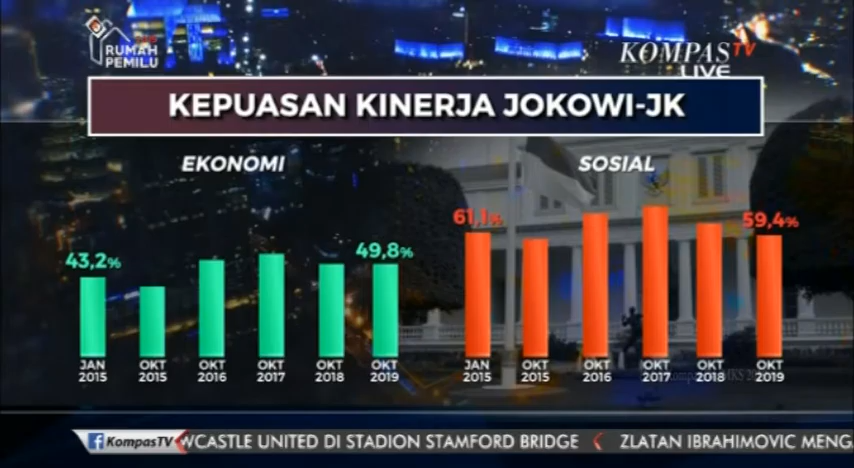 RUMAH
PEMILU
KOMPAS TV
LIVE
KEPUASAN KINERJA JOKOWI-JK
EKONOMI
43,2%
49,8%
JAN
2015
OKT
2015
OKT
2016
OKT
2017
OKT
2018
OKT
2019
SOSIAL
61,1%
59,4%
JAN
2015
OKT
2015
OKT
2016
OKT
2017
OKT
2018
OKT
2019
KompasTV
WCASTLE UNITED DI STADION STAMFORD BRIDGE
ZLATAN IBRAHIMOVIC MENGA